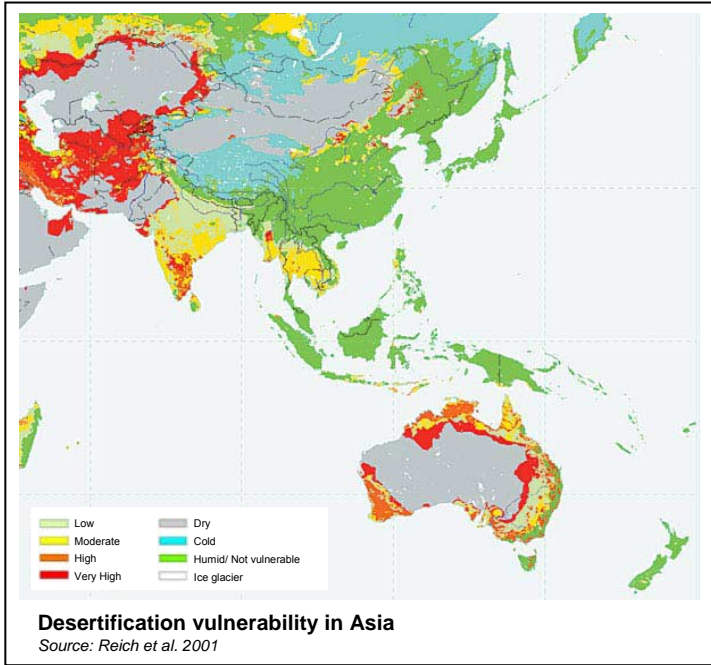 Low
Moderate
High
Very High
Dry
Cold
Humid/ Not vulnerable
Ice glacier
Desertification vulnerability in Asia
Source: Reich et al. 2001